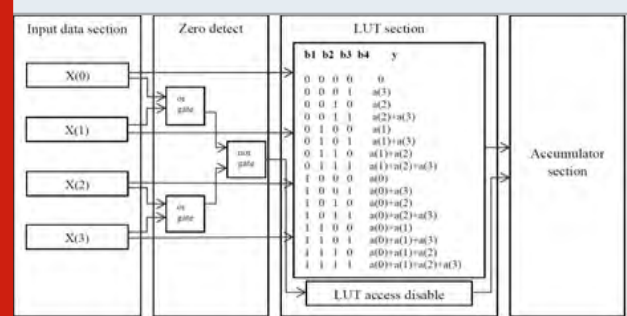 Input data section
Zero detect
LUT section
X(0)
X(1)
X(2)
X(3)
or
gate
or
gate
gate
b1 b2 b3 b4 y
0 0 0 0 0
0 0 0 1 a(3)
0 0 1 0 a(2)
0 0 1 1 a(2)+a(3)
0 1 0 0 a(1)
0 1 0 1 a(1)+a(3)
0 1 1 0 a(1)+a(2)
0 1 1 1 a(1)+a(2)+a(3)
1 0 0 0 a(0)
1 0 0 1 a(0)+a(3)
1 0 1 0 a(0)+a(2)
1 0 1 1 a(0)+a(2)+a(3)
1 1 0 0 a(0)+a(1)
1 1 0 1 a(0)+a(1)+a(3)
1 1 1 0 a(0)+a(1)+a(2)
1 1 1 1 a(0)+a(1)+a(2)+a(3)
LUT access disable
Accumulator
section